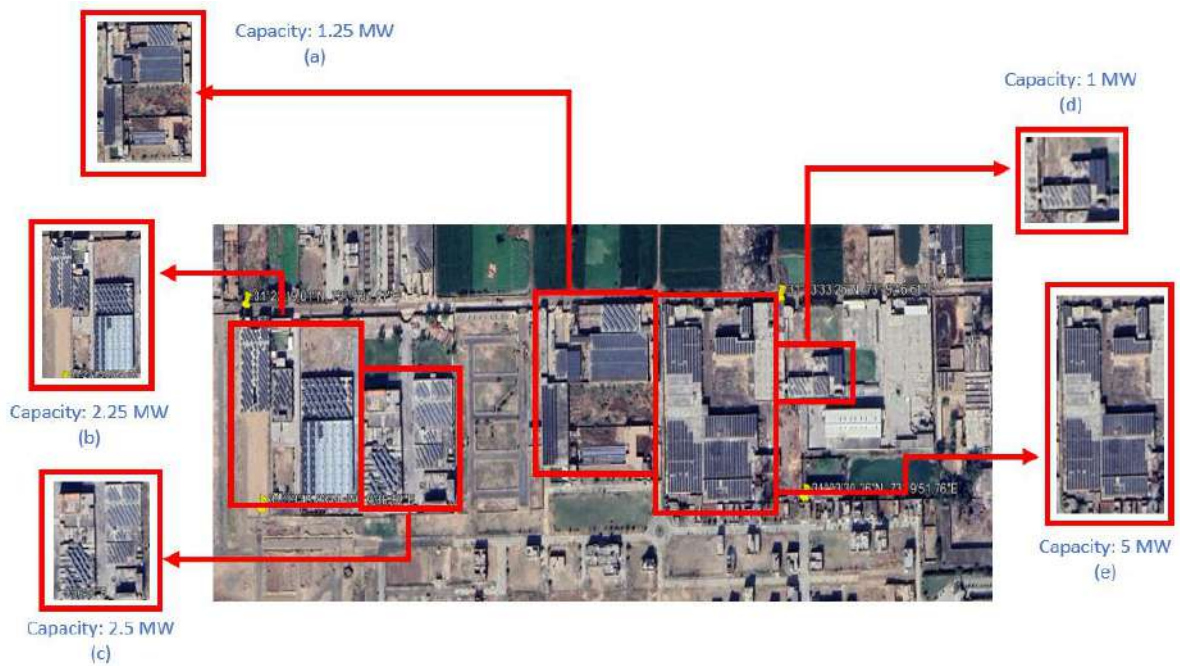 Capacity: 1.25 MW
(a)
Capacity: 1 MW
(d)
Capacity: 2.25 MW
(b)
Capacity: 5 MW
(e)
Capacity: 2.5 MW
(c)